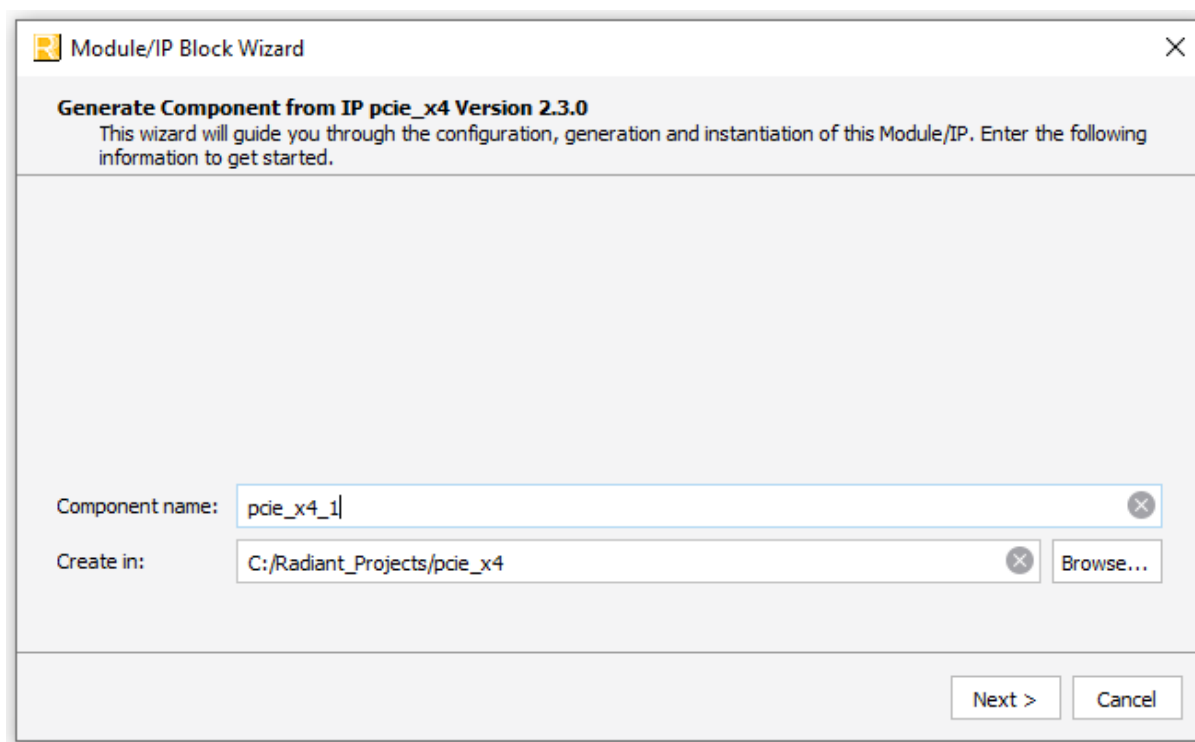 Module/IP Block Wizard
Generate Component from IP pcie_x4 Version 2.3.0
This wizard will guide you through the configuration, generation and instantiation of this Module/IP. Enter the following
information to get started.
Component name: pcie_x4_1
Create in: C:/Radiant_Projects/pcie_x4 Browse...
Next > Cancel